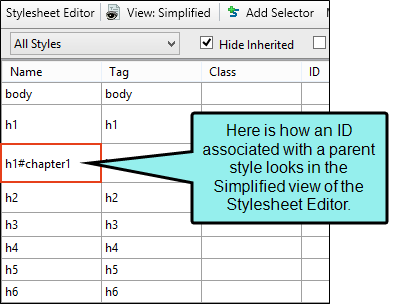 Stylesheet Editor View: Simplified Add Selector
All Styles Hide Inherited
Name Tag Class ID
body body
h1 h1
h1#chapter1
h2 h2
h3 h3
h4 h4
h5 h5
h6 h6
Here is how an ID
associated with a parent
style looks in the
Simplified view of the
Stylesheet Editor.